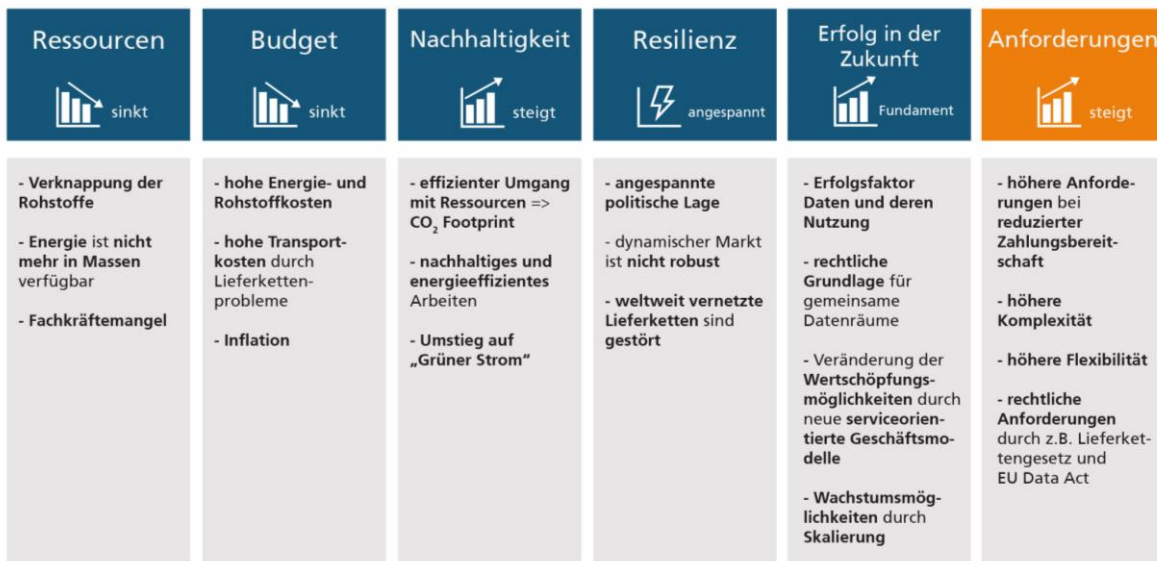 Ressourcen
sinkt
- Verknappung der
Rohstoffe
- Energie ist nicht
mehr in Massen
verfügbar
- Fachkräftemangel
Budget
sinkt
- hohe Energie- und
Rohstoffkosten
- hohe Transport-
kosten durch
Lieferketten-
probleme
- Inflation
Nachhaltigkeit
steigt
- effizienter Umgang
mit Ressourcen =>
CO₂ Footprint
- nachhaltiges und
energieeffizientes
Arbeiten
- Umstieg auf
„Grüner Strom“
Resilienz
angespannt
- angespannte
politische Lage
- dynamischer Markt
ist nicht robust
- weltweit vernetzte
Lieferketten sind
gestört
Erfolg in der
Zukunft
Fundament
- Erfolgsfaktor
Daten und deren
Nutzung
- rechtliche
Grundlage für
gemeinsame
Datenräume
- Veränderung der
Wertschöpfungs-
möglichkeiten durch
neue serviceorien-
tierte Geschäftsmo-
delle
- Wachstumsmög-
lichkeiten durch
Skalierung
Anforderungen
steigt
- höhere Anforde-
rungen bei
reduzierter
Zahlungsbereit-
schaft
- höhere
Komplexität
- höhere Flexibilität
- rechtliche
Anforderungen
durch z.B. Lieferket-
tengesetz und
EU Data Act